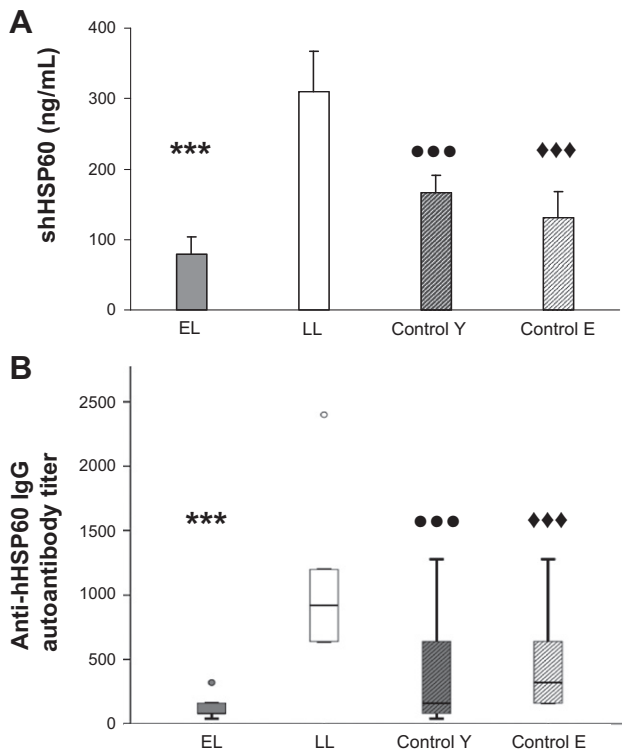 A
shHSP60 (ng/mL)
400
300
200
100
0
***
●●●
♦♦♦
EL
LL
Control Y
Control E
B
Anti-hHSP60 IgG
autoantibody titer
2500
2000
1500
1000
500
0
***
●●●
♦♦♦
EL
LL
Control Y
Control E